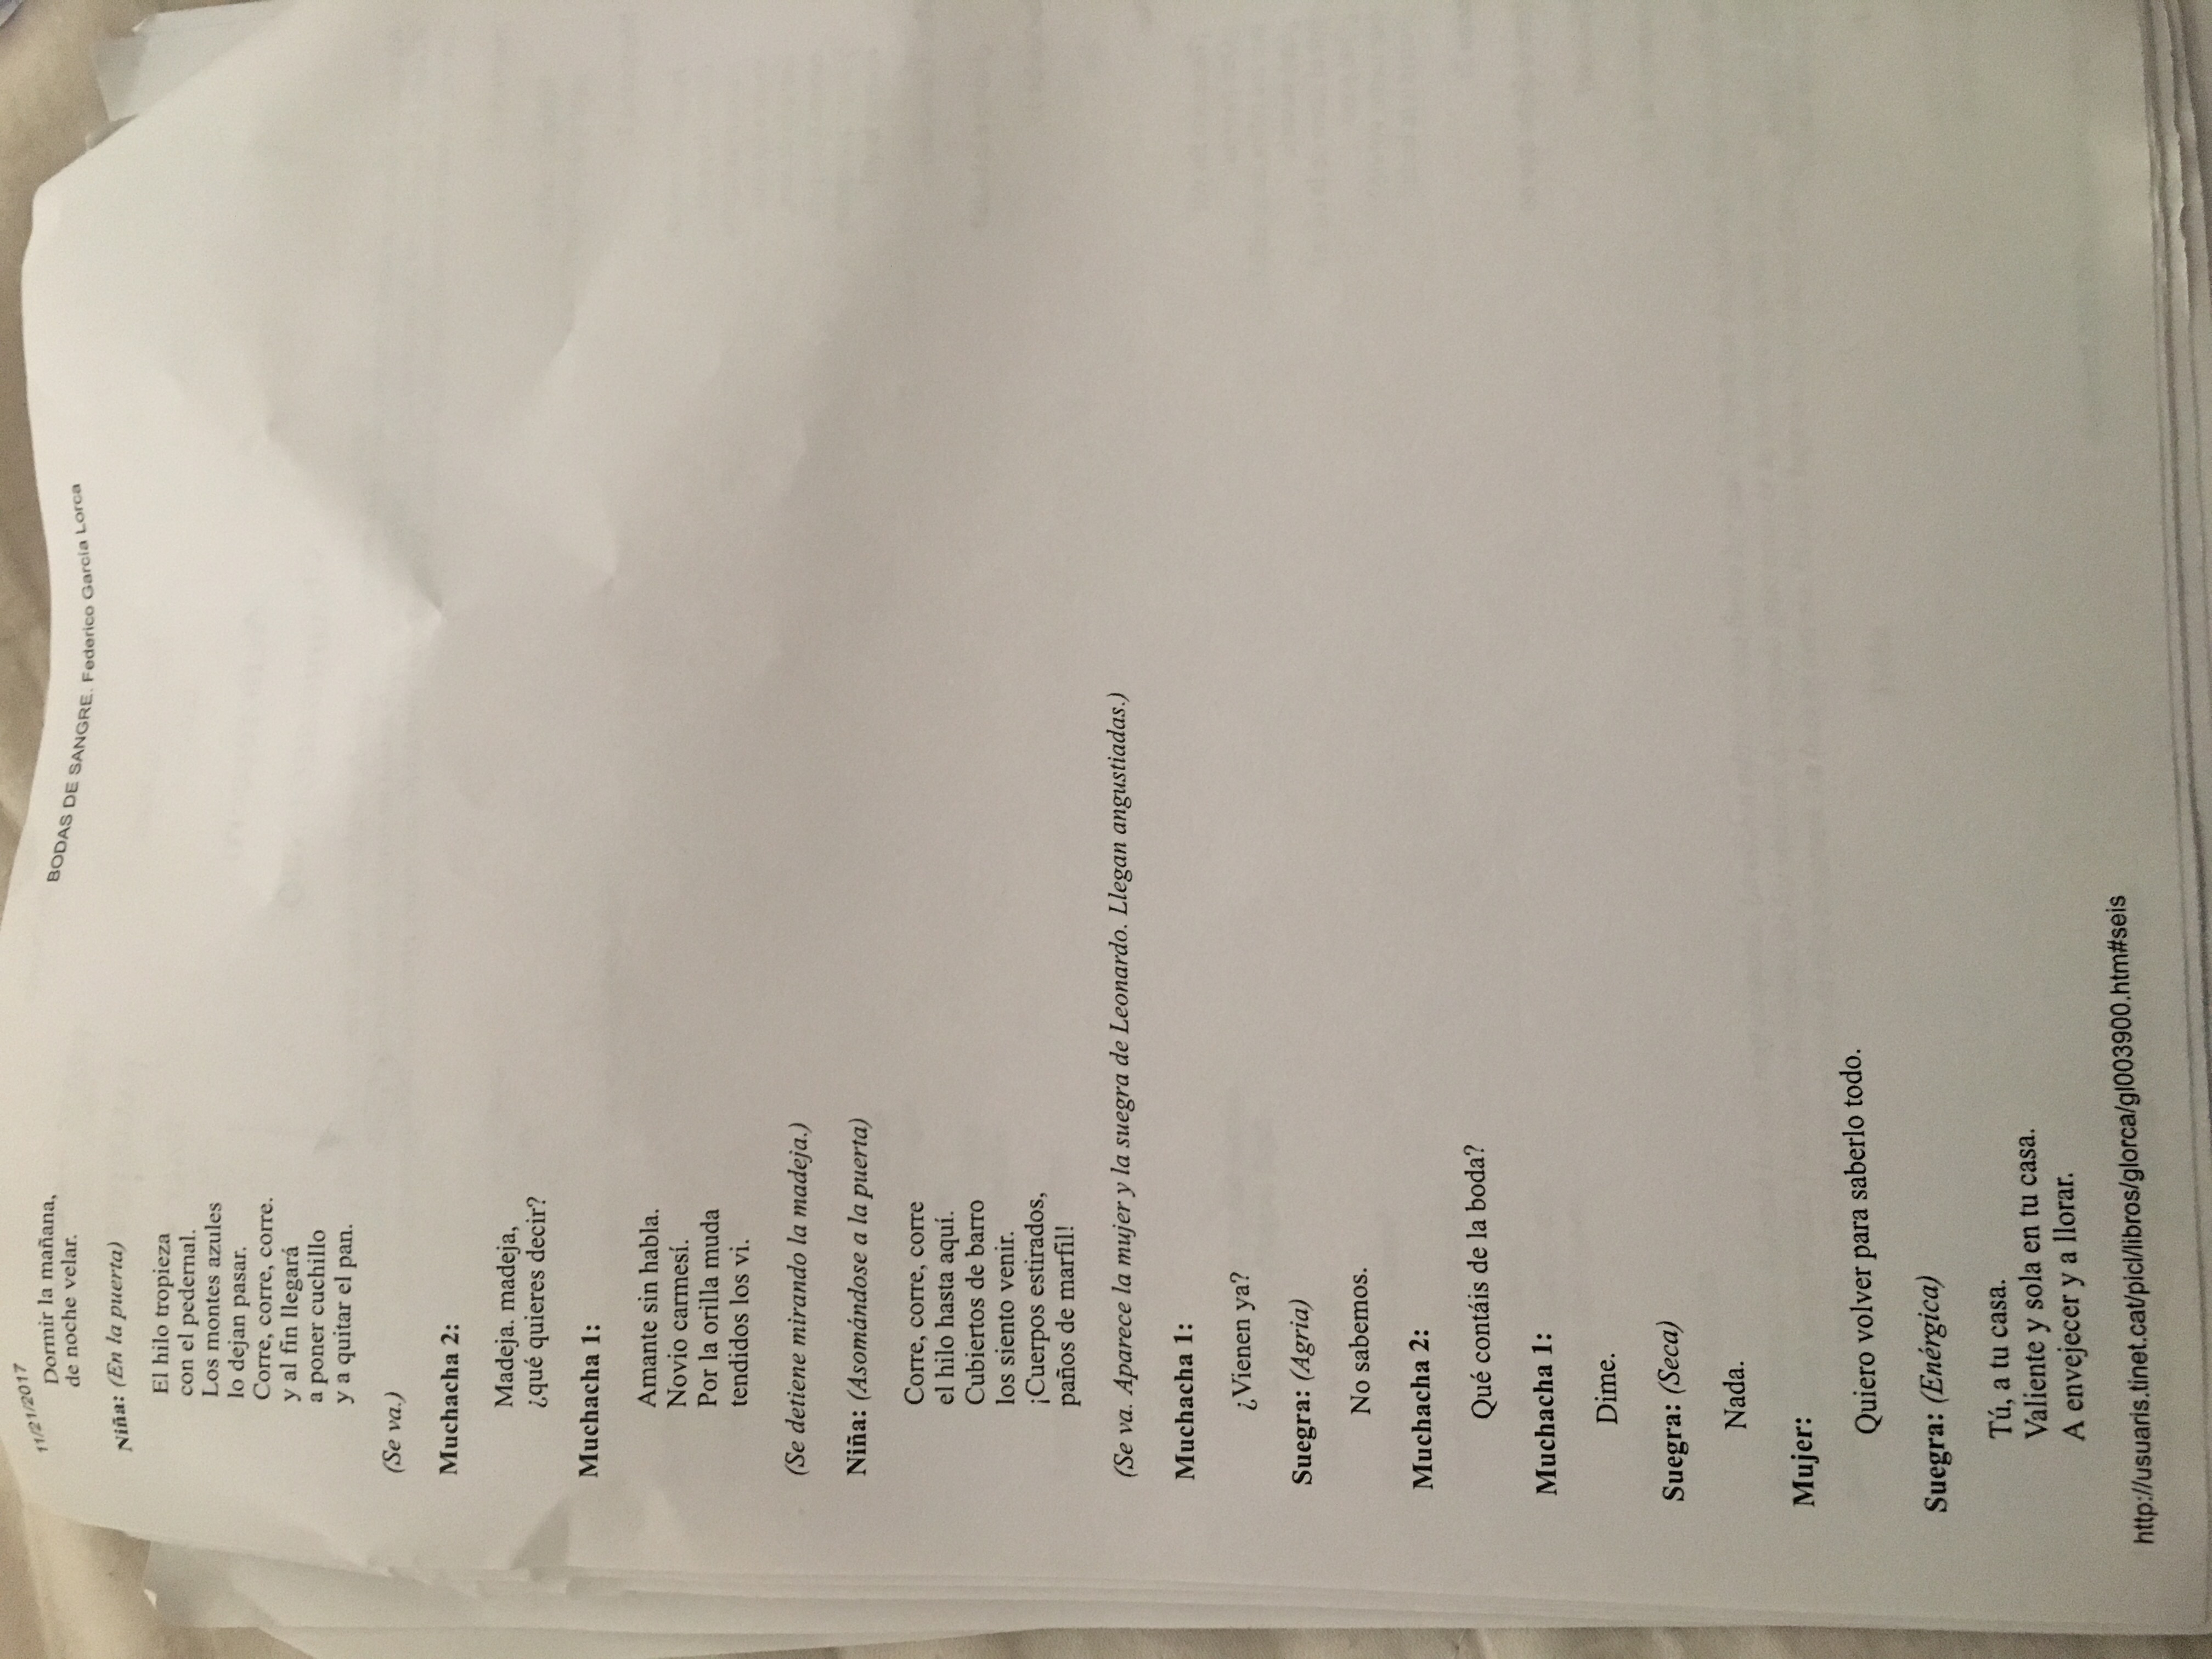 11/21/2017
BODAS DE SANGRE. Federico García Lorca
Dormir la mañana,
de noche velar.
Niña: (En la puerta)
El hilo tropieza
con el pedernal.
Los montes azules
lo dejan pasar.
Corre, corre, corre.
y al fin llegará
a poner cuchillo
y a quitar el pan.
(Se va.)
Muchacha 2:
Madeja. madeja,
¿qué quieres decir?
Muchacha 1:
Amante sin habla.
Novio carmesí.
Por la orilla muda
tendidos los vi.
(Se detiene mirando la madeja.)
Niña: (Asomándose a la puerta)
Corre, corre, corre
el hilo hasta aquí.
Cubiertos de barro
los siento venir.
¡Cuerpos estirados,
paños de marfil!
(Se va. Aparece la mujer y la suegra de Leonardo. Llegan angustiadas.)
Muchacha 1:
¿Vienen ya?
Suegra: (Agria)
No sabemos.
Muchacha 2:
Qué contáis de la boda?
Muchacha 1:
Dime.
Suegra: (Seca)
Nada.
Mujer:
Quiero volver para saberlo todo.
Suegra: (Enérgica)
Tú, a tu casa.
Valiente y sola en tu casa.
A envejecer y a llorar.
http://usuaris.tinet.cat/picl/libros/glorca/gl003900.htm#seis